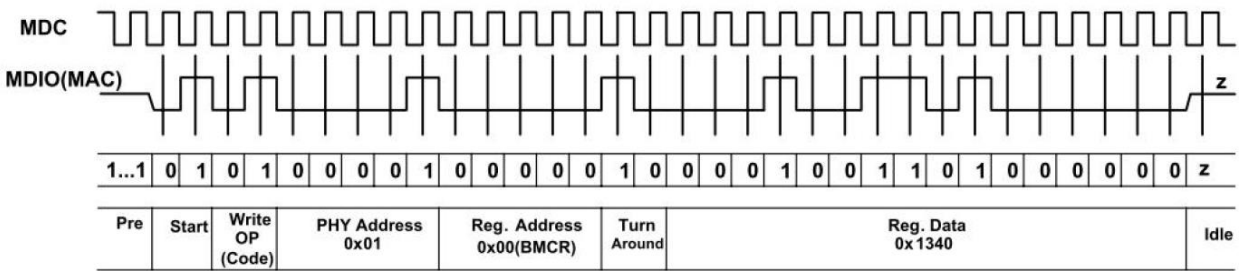 MDC
MDIO(MAC)
z
1...1 0 1 0 1 0 0 0 0 1 0 0 0 0 0 1 0 0 0 0 1 0 0 1 1 0 1 0 0 0 0 0 0 z
Pre Start Write OP (Code) PHY Address 0x01 Reg. Address 0x00(BMCR) Turn Around Reg. Data 0x1340 Idle